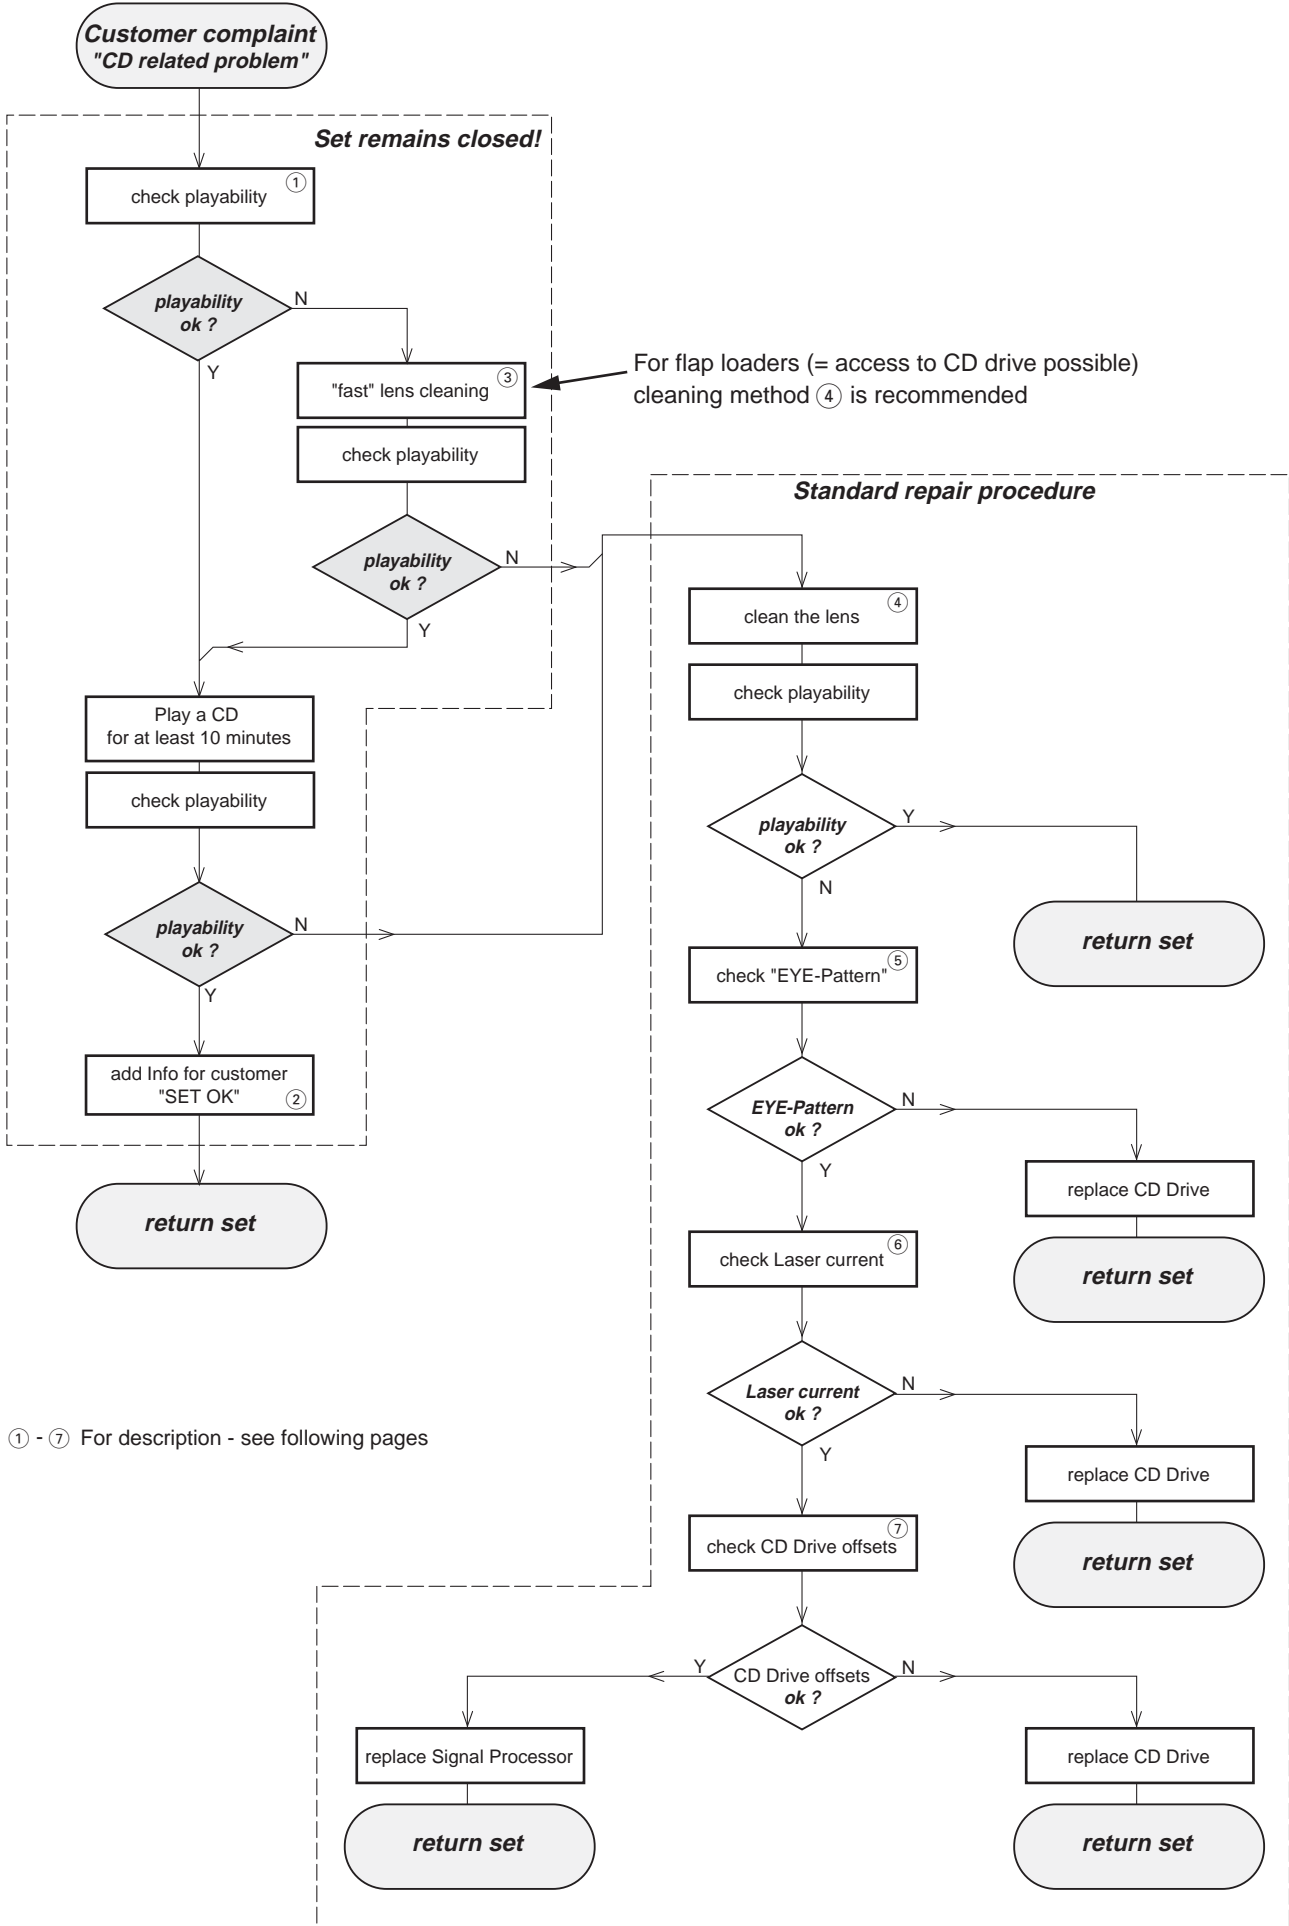 Customer complaint
"CD related problem"
Set remains closed!
check playability ①
playability
ok ?
N
Y
"fast" lens cleaning ③
For flap loaders (= access to CD drive possible)
cleaning method ④ is recommended
check playability
playability
ok ?
N
Y
Play a CD
for at least 10 minutes
check playability
playability
ok ?
N
Y
add Info for customer
"SET OK" ②
return set
Standard repair procedure
clean the lens ④
check playability
playability
ok ?
Y
N
return set
check "EYE-Pattern" ⑤
EYE-Pattern
ok ?
N
Y
replace CD Drive
return set
check Laser current ⑥
Laser current
ok ?
N
Y
replace CD Drive
return set
check CD Drive offsets ⑦
CD Drive offsets
ok ?
Y
N
replace Signal Processor
return set
replace CD Drive
return set
① - ⑦ For description - see following pages